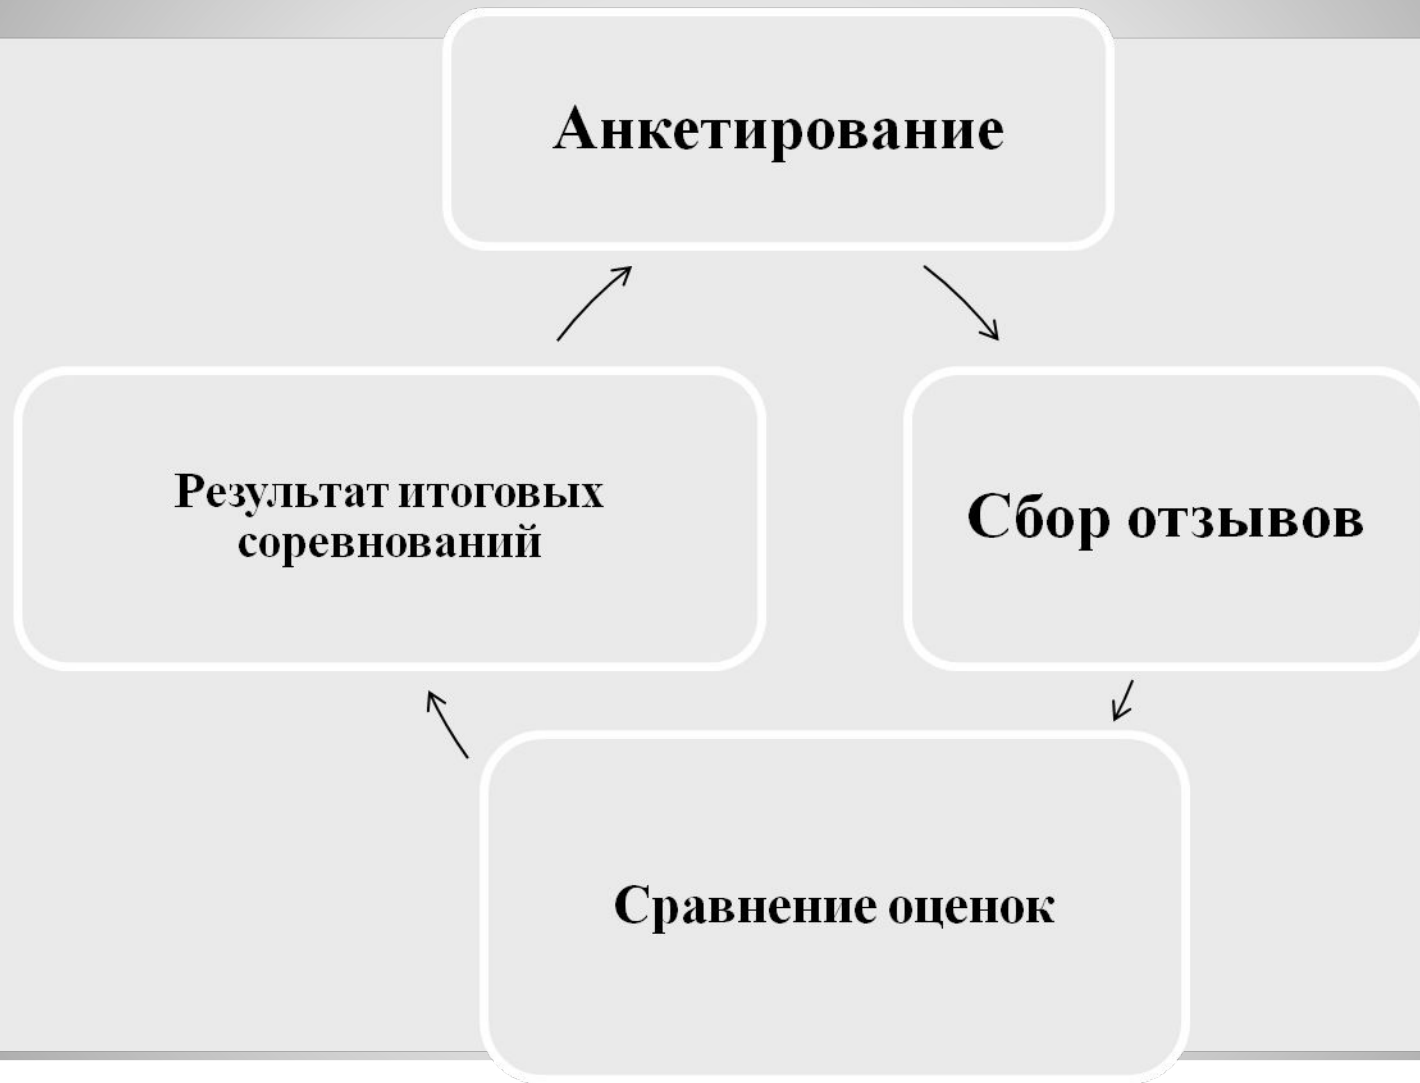 Анкетирование
Результат итоговых
соревнований
Сбор отзывов
Сравнение оценок